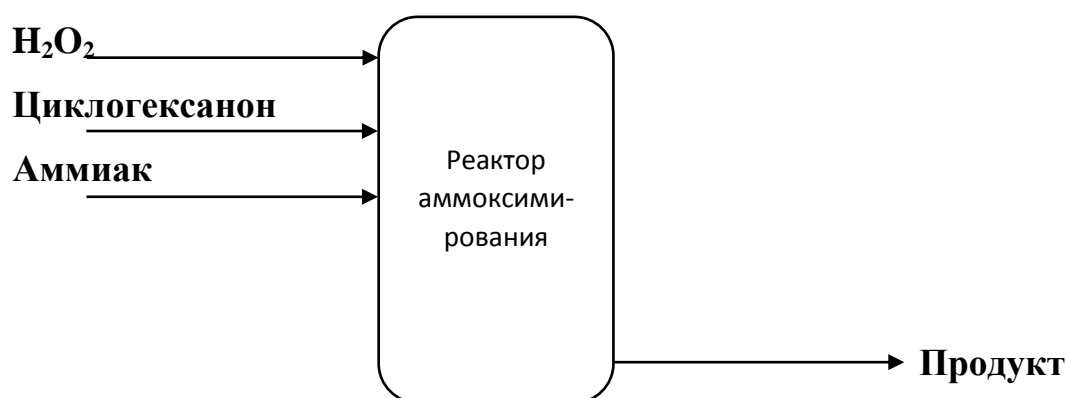 H₂O₂
Циклогексанон
Аммиак
Реактор
аммоксими-
рования
Продукт